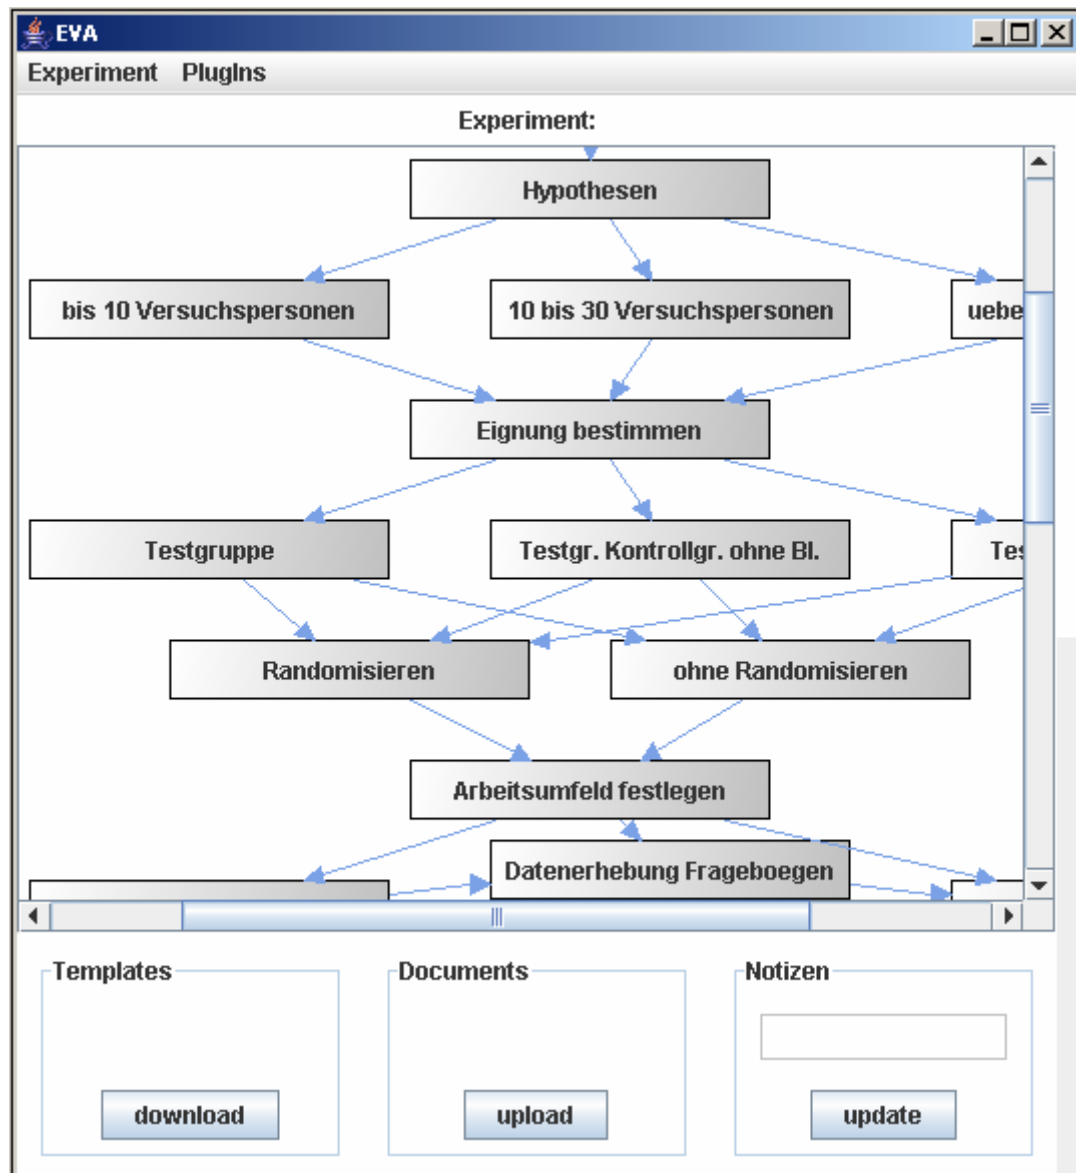 EVA
Experiment PlugIns
Experiment:
Hypothesen
bis 10 Versuchspersonen 10 bis 30 Versuchspersonen
Eignung bestimmen
Testgruppe Testgr. Kontrollgr. ohne Bl.
Randomisieren ohne Randomisieren
Arbeitsumfeld festlegen
Datenerhebung Frageboegen
Templates Documents Notizen
download upload update